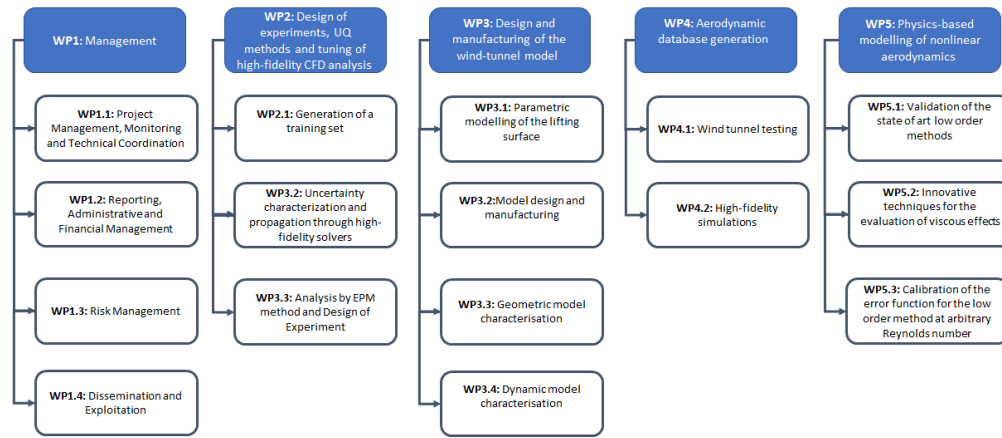 WP1: Management
WP1.1: Project
Management, Monitoring
and Technical Coordination
WP1.2: Reporting,
Administrative and
Financial Management
WP1.3: Risk Management
WP1.4: Dissemination and
Exploitation
WP2: Design of
experiments, UQ
methods and tuning of
high-fidelity CFD analysis
WP2.1: Generation of a
training set
WP3.2: Uncertainty
characterization and
propagation through high-
fidelity solvers
WP3.3: Analysis by EPM
method and Design of
Experiment
WP3: Design and
manufacturing of the
wind-tunnel model
WP3.1: Parametric
modelling of the lifting
surface
WP3.2:Model design and
manufacturing
WP3.3: Geometric model
characterisation
WP3.4: Dynamic model
characterisation
WP4: Aerodynamic
database generation
WP4.1: Wind tunnel testing
WP4.2: High-fidelity
simulations
WP5: Physics-based
modelling of nonlinear
aerodynamics
WP5.1: Validation of the
state of art low order
methods
WP5.2: Innovative
techniques for the
evaluation of viscous effects
WP5.3: Calibration of the
error function for the low
order method at arbitrary
Reynolds number